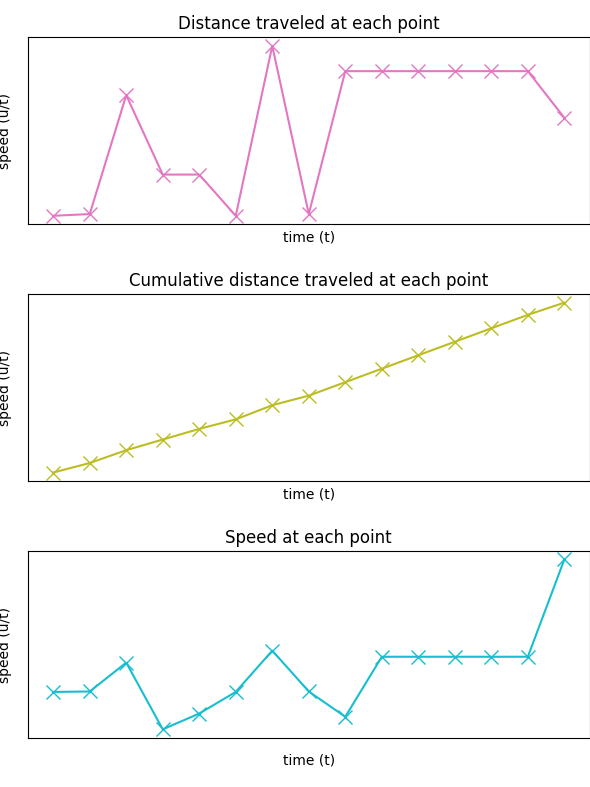 Distance traveled at each point
speed (u/t)
time (t)
Cumulative distance traveled at each point
speed (u/t)
time (t)
Speed at each point
speed (u/t)
time (t)